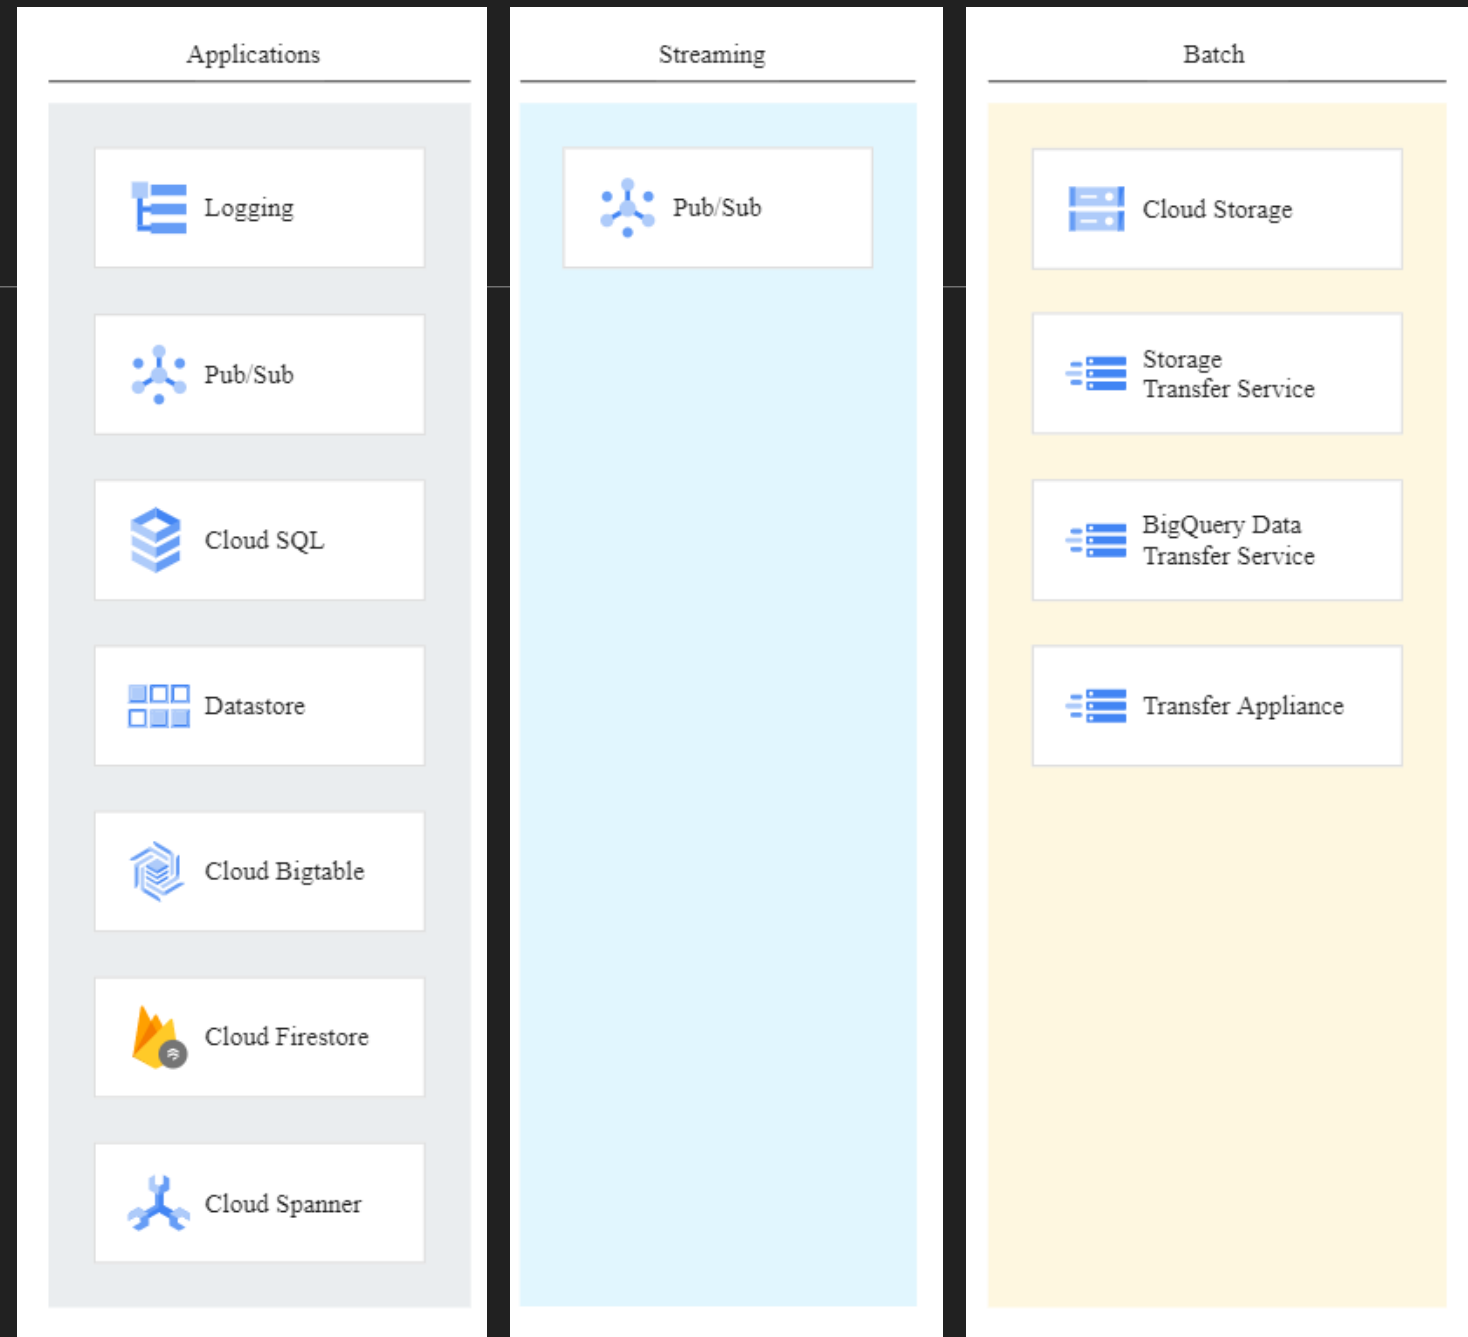 Applications
Logging
Pub/Sub
Cloud SQL
Datastore
Cloud Bigtable
Cloud Firestore
Cloud Spanner
Streaming
Pub/Sub
Batch
Cloud Storage
Storage
Transfer Service
BigQuery Data
Transfer Service
Transfer Appliance